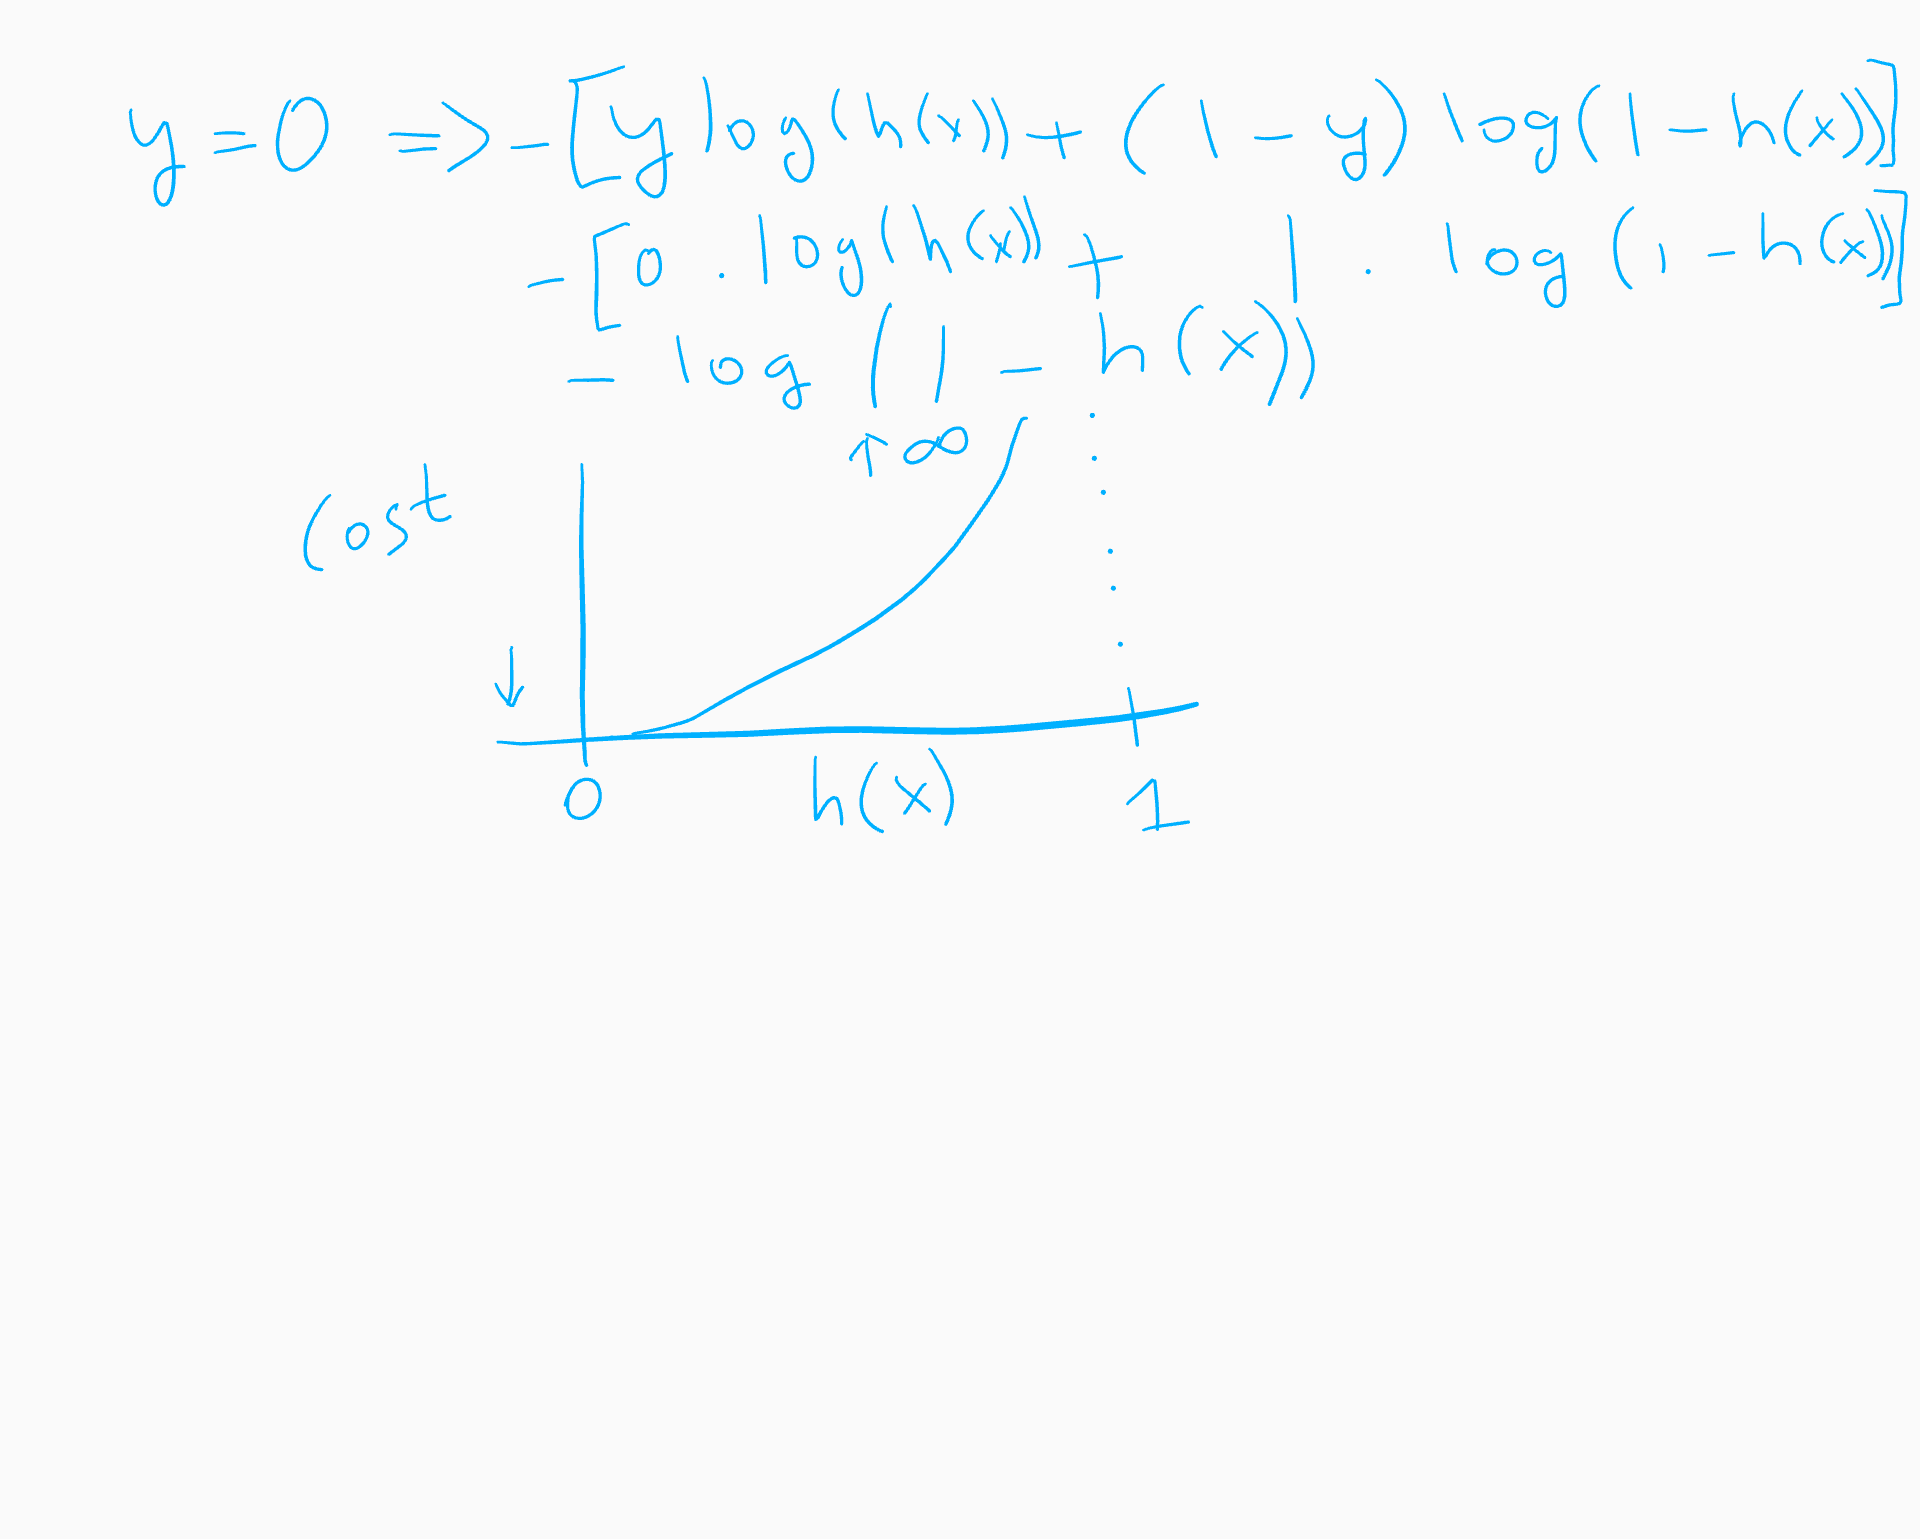 y = 0 => - [y log(h(x)) + (1 - y) log(1 - h(x))]
- [0 . log(h(x)) + 1 . log(1 - h(x))]
- log(1 - h(x))
↑ ∞
Cost
↓
0 h(x) 1